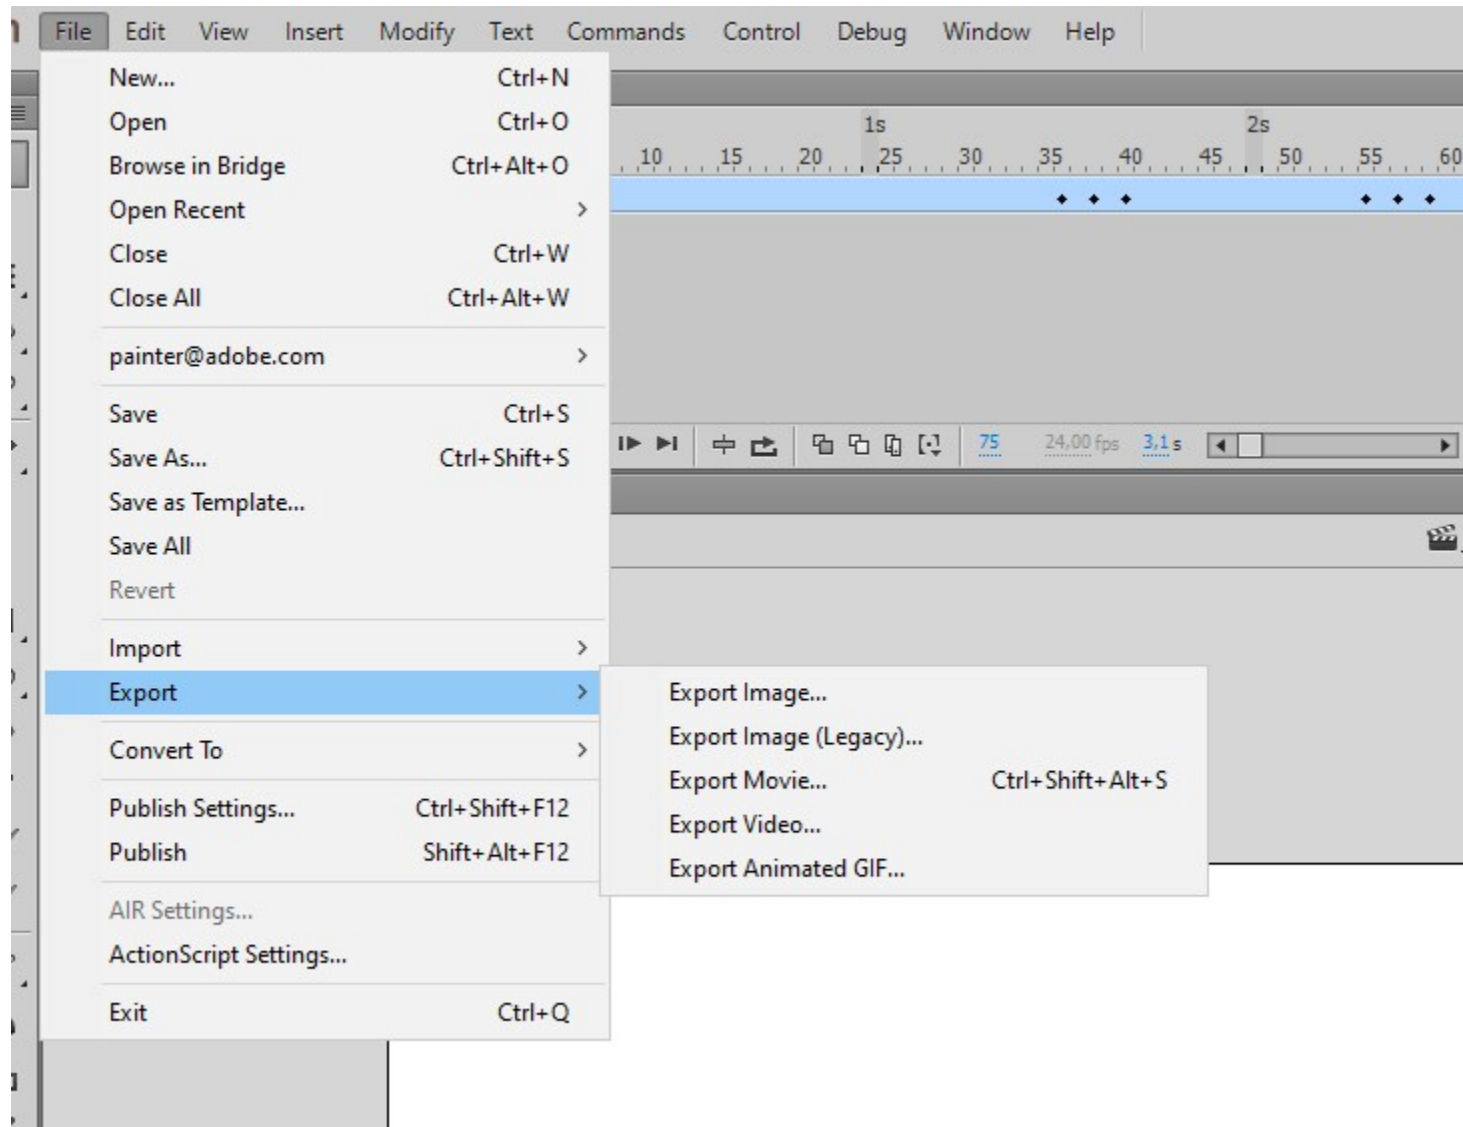 File Edit View Insert Modify Text Commands Control Debug Window Help
New... Ctrl+N
Open Ctrl+O
Browse in Bridge Ctrl+Alt+O
Open Recent
Close Ctrl+W
Close All Ctrl+Alt+W
painter@adobe.com
Save Ctrl+S
Save As... Ctrl+Shift+S
Save as Template...
Save All
Revert
Import
Export
Convert To
Publish Settings... Ctrl+Shift+F12
Publish Shift+Alt+F12
AIR Settings...
ActionScript Settings...
Exit Ctrl+Q
1s 2s
10 15 20 25 30 35 40 45 50 55 60
75 24,00 fps 3,1 s
Export Image...
Export Image (Legacy)...
Export Movie... Ctrl+Shift+Alt+S
Export Video...
Export Animated GIF...